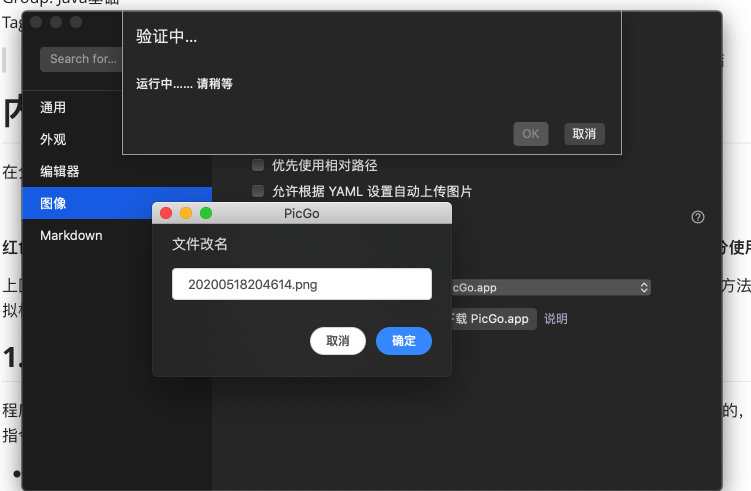 Group: Java基础
Tag
验证中...
Search for...
运行中...... 请稍等
通用
OK
取消
外观
在
优先使用相对路径
编辑器
允许根据 YAML 设置自动上传图片
图像
PicGo
Markdown
文件改名
使用
20200518204614.png
cGo.app
上
方法
拟
载 PicGo.app
说明
取消
确定
1.
程
的，
指